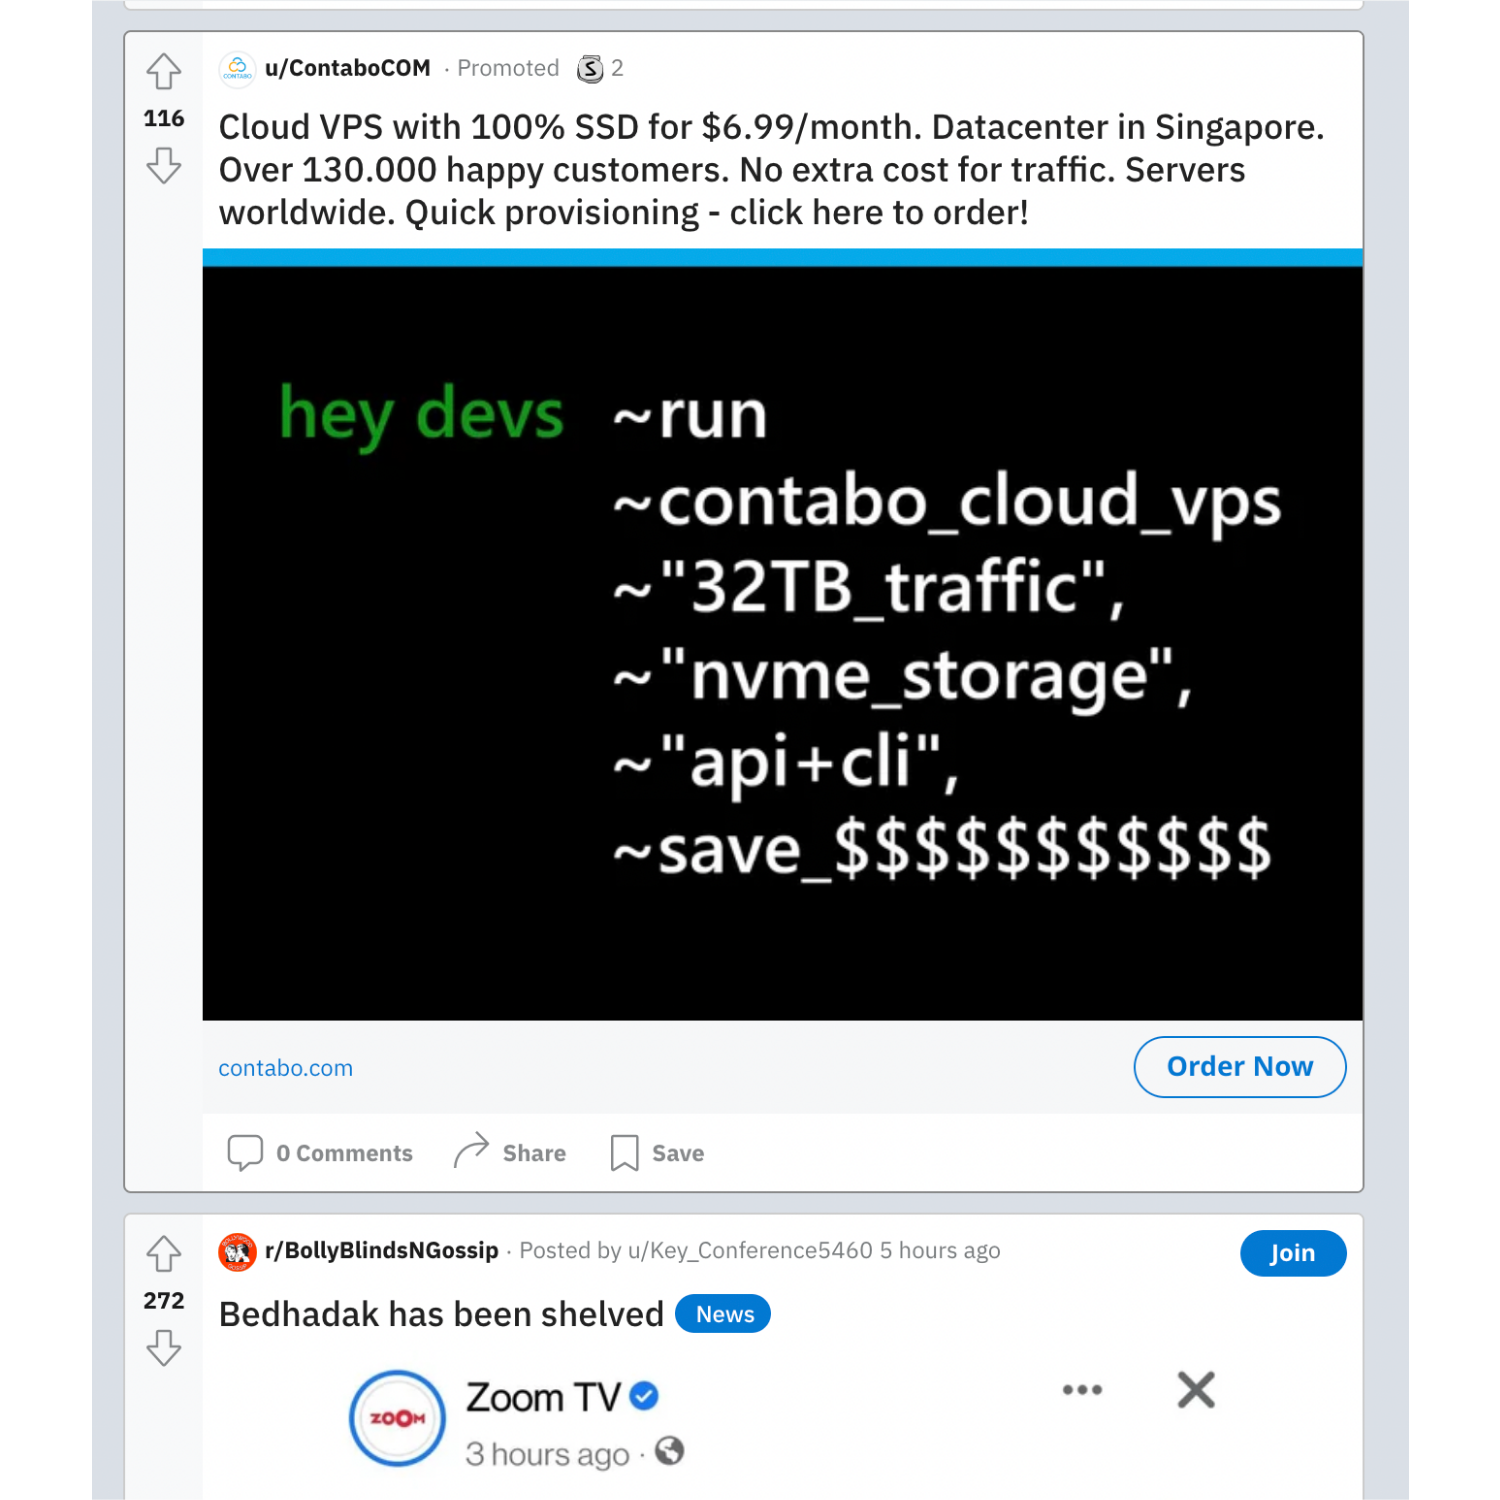 u/ContaboCOM · Promoted 2
116
Cloud VPS with 100% SSD for $6.99/month. Datacenter in Singapore.
Over 130.000 happy customers. No extra cost for traffic. Servers
worldwide. Quick provisioning - click here to order!
hey devs ~run
~contabo_cloud_vps
~"32TB_traffic",
~"nvme_storage",
~"api+cli",
~save_$$$$$$$$$$$
contabo.com Order Now
0 Comments Share Save
r/BollyBlindsNGossip · Posted by u/Key_Conference5460 5 hours ago Join
272
Bedhadak has been shelved News
ZOOM
Zoom TV
3 hours ago ·